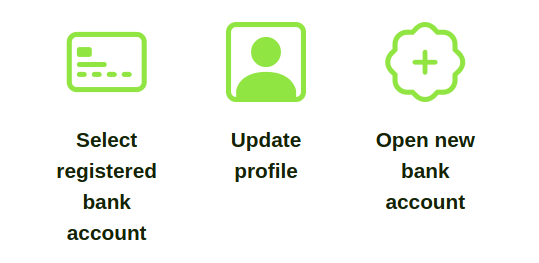 Select
registered
bank
account
Update
profile
Open new
bank
account